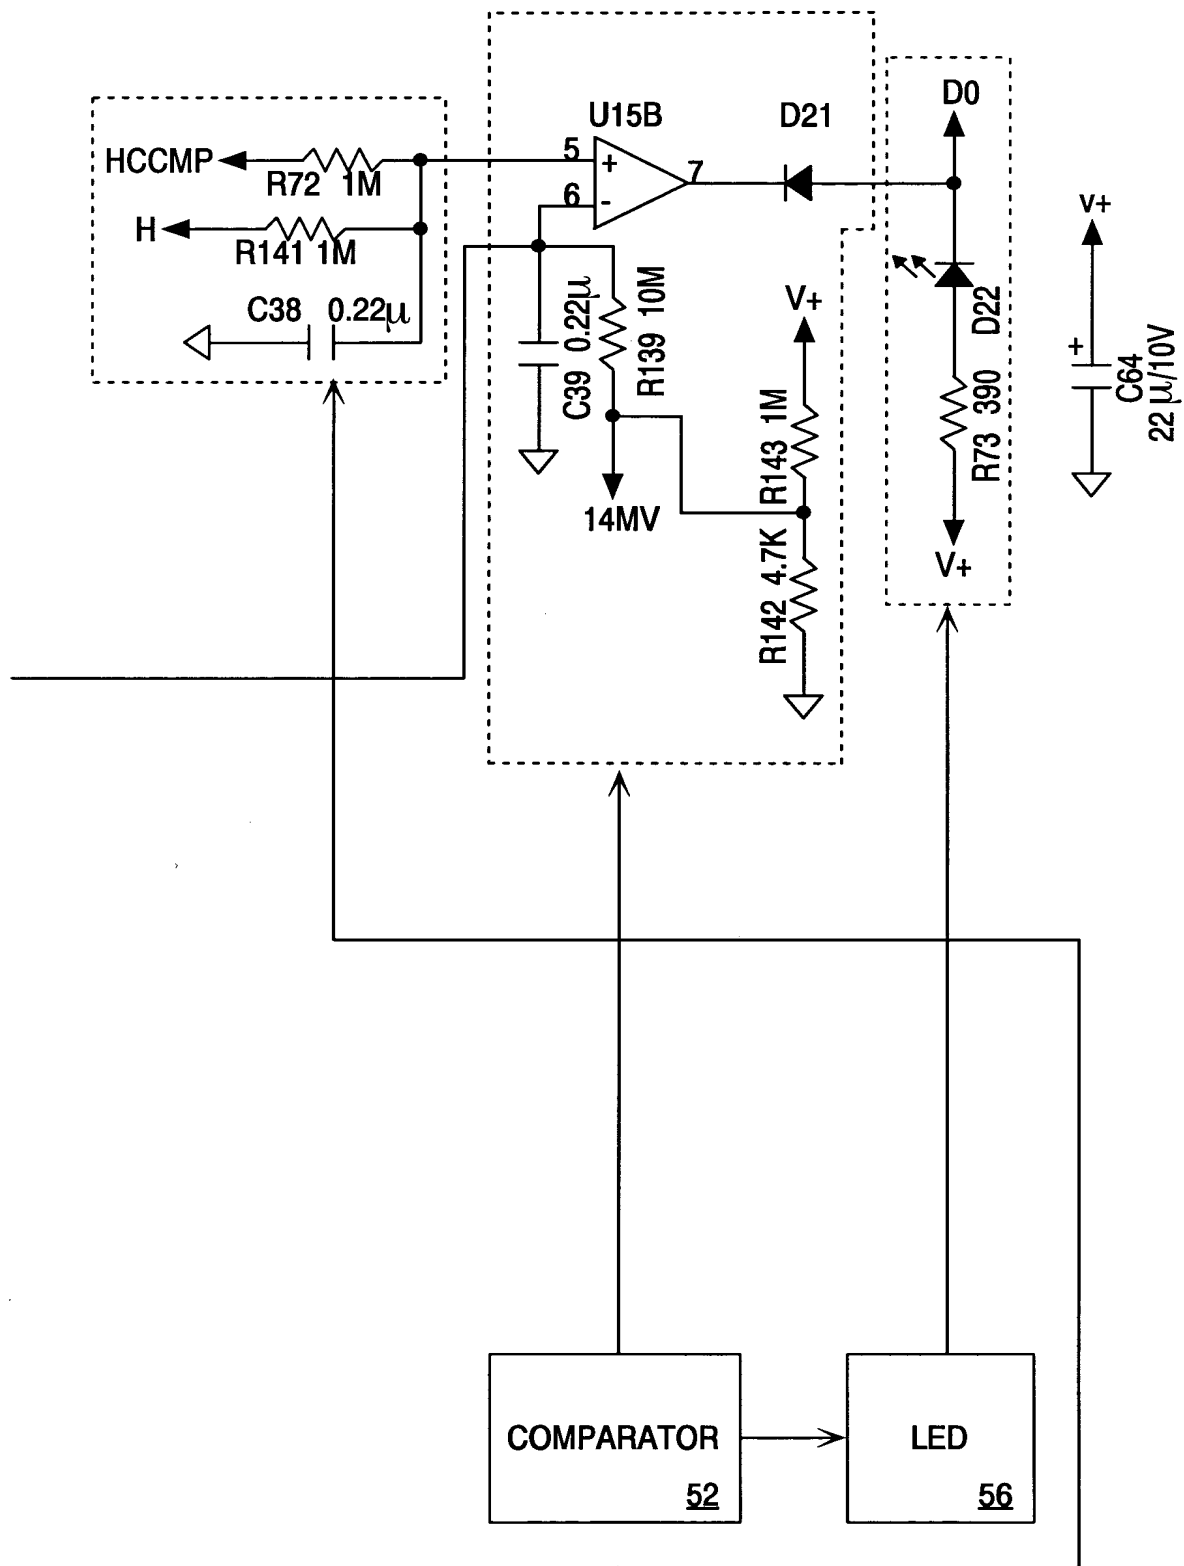 D0
U15B
D21
HCCMP
R72 1M
5
+
7
H
R141 1M
6
-
V+
C38 0.22µ
C39 0.22µ
R139 10M
V+
D22
+
C64
22 µ/10V
R143 1M
R73 390
14MV
R142 4.7K
V+
COMPARATOR
52
LED
56